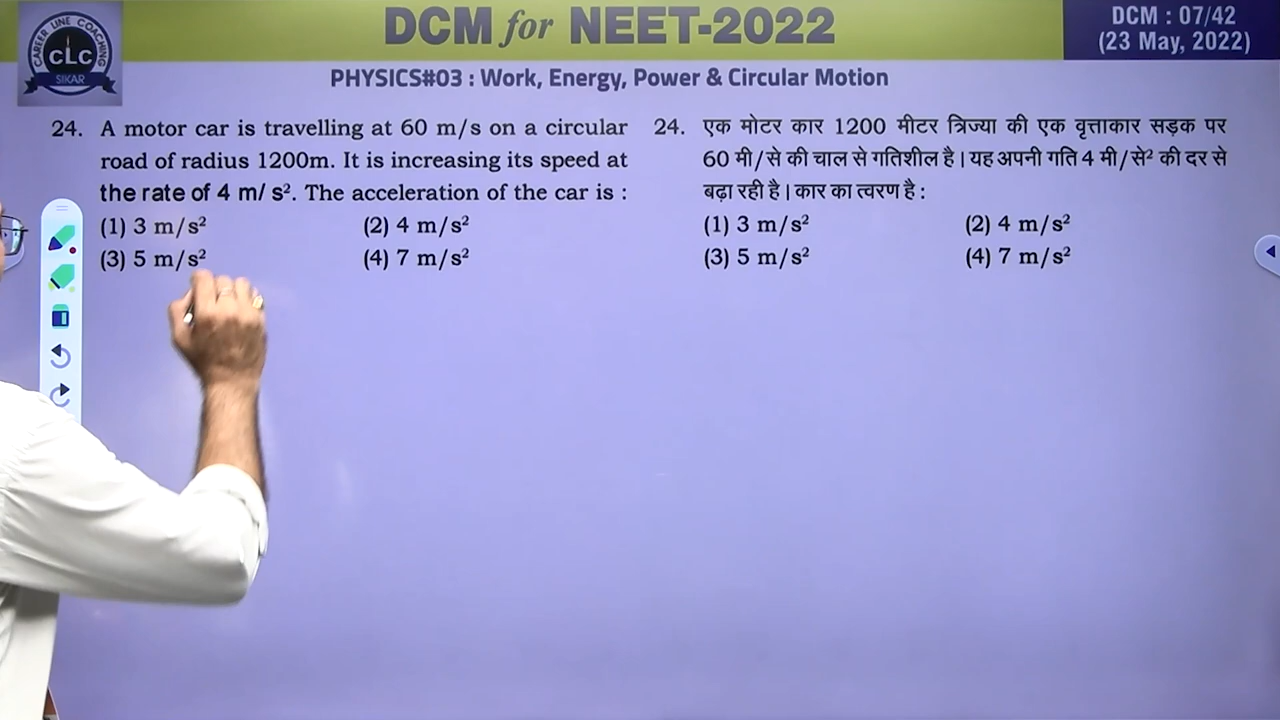 DCM for NEET-2022
DCM : 07/42
(23 May, 2022)
CAREER LINE COACHING
CLC
SIKAR
PHYSICS#03 : Work, Energy, Power & Circular Motion
24. A motor car is travelling at 60 m/s on a circular
road of radius 1200m. It is increasing its speed at
the rate of 4 m/ s². The acceleration of the car is :
(1) 3 m/s² (2) 4 m/s²
(3) 5 m/s² (4) 7 m/s²
24. एक मोटर कार 1200 मीटर त्रिज्या की एक वृत्ताकार सड़क पर
60 मी/से की चाल से गतिशील है। यह अपनी गति 4 मी/से² की दर से
बढ़ा रही है। कार का त्वरण है :
(1) 3 m/s² (2) 4 m/s²
(3) 5 m/s² (4) 7 m/s²